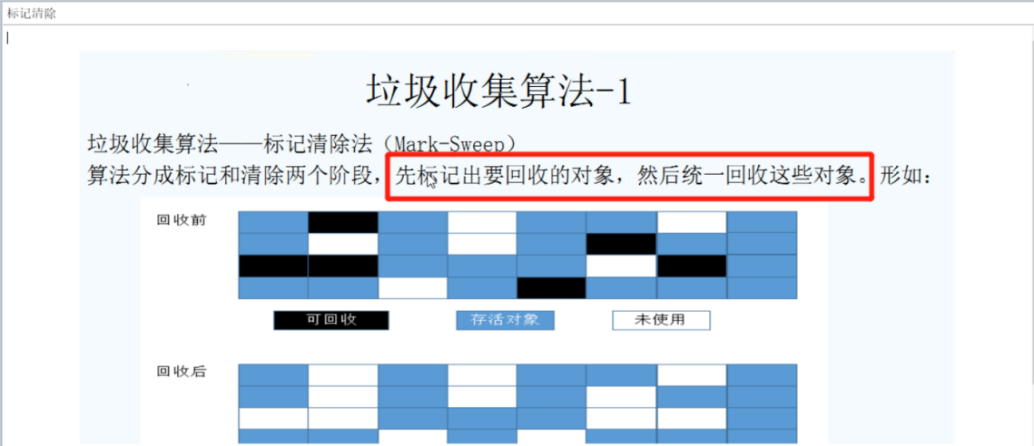 标记清除
垃圾收集算法-1
垃圾收集算法——标记清除法（Mark-Sweep）
算法分成标记和清除两个阶段，先标记出要回收的对象，然后统一回收这些对象。形如：
回收前
可回收 存活对象 未使用
回收后